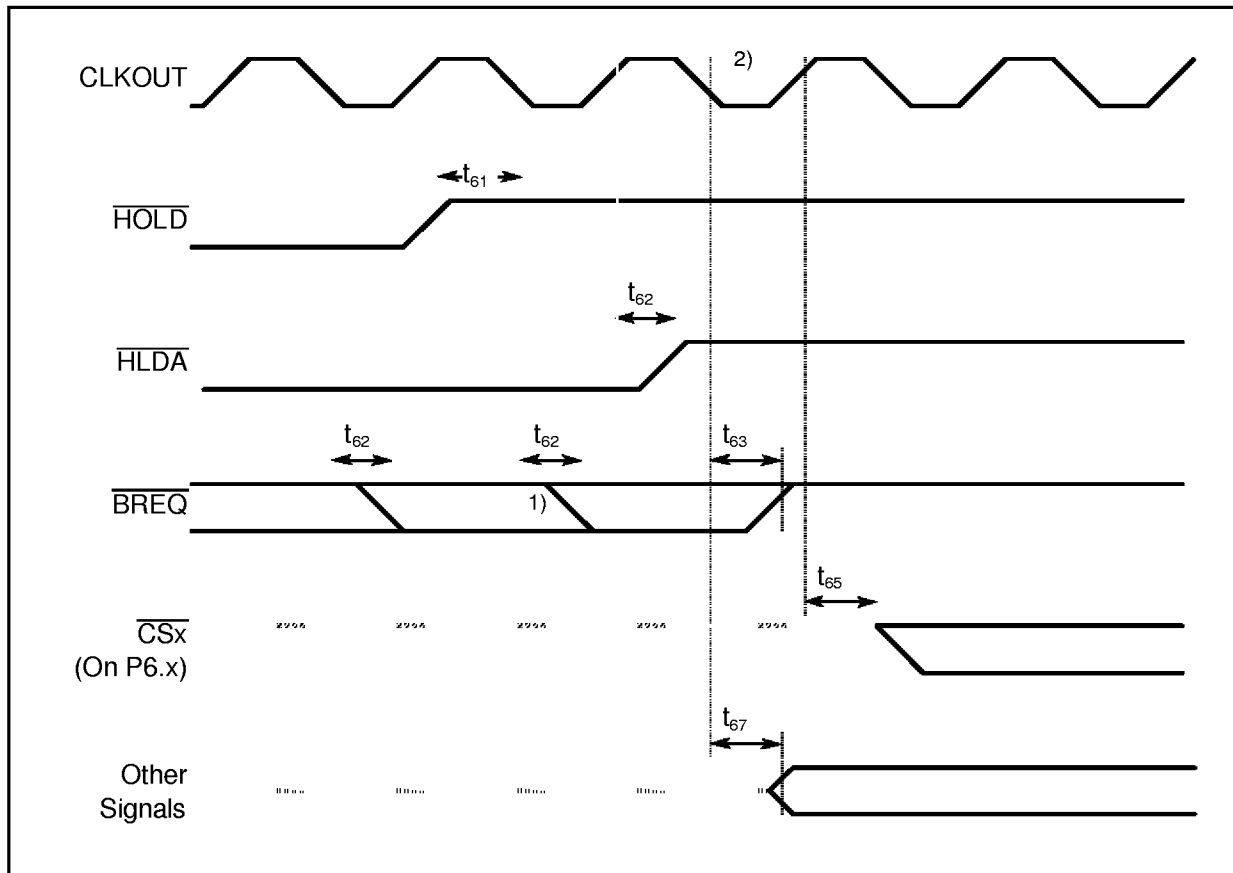 2)
CLKOUT
t61
HOLD
t62
HLDA
t62 t62 t63
BREQ
1)
t65
CSx
(On P6.x)
t67
Other
Signals